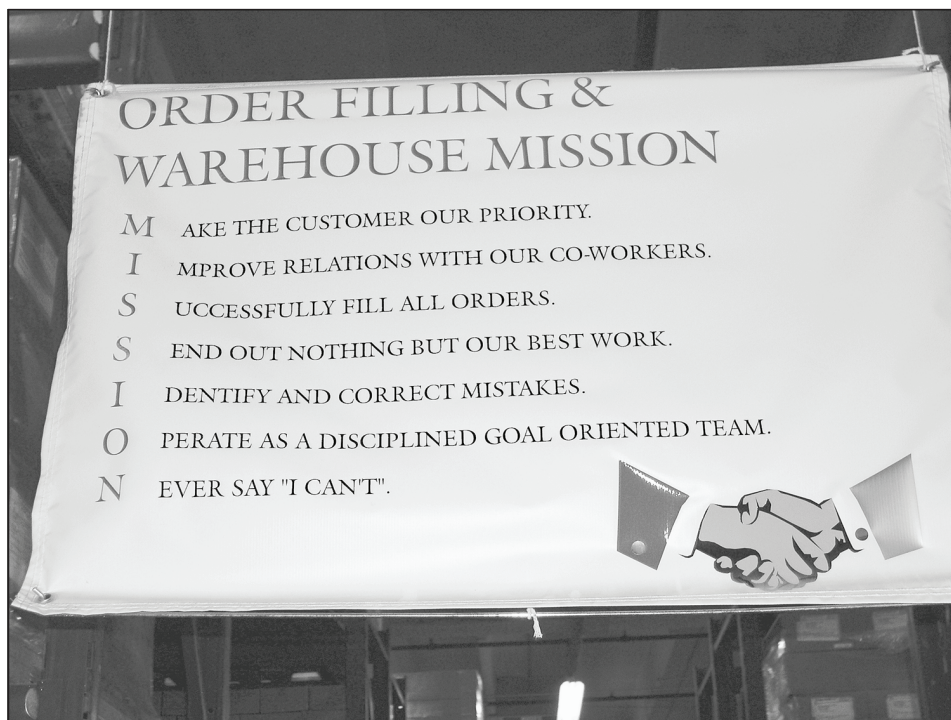 ORDER FILLING &
WAREHOUSE MISSION
M AKE THE CUSTOMER OUR PRIORITY.
I MPROVE RELATIONS WITH OUR CO-WORKERS.
S UCCESSFULLY FILL ALL ORDERS.
S END OUT NOTHING BUT OUR BEST WORK.
I DENTIFY AND CORRECT MISTAKES.
O PERATE AS A DISCIPLINED GOAL ORIENTED TEAM.
N EVER SAY "I CAN'T".